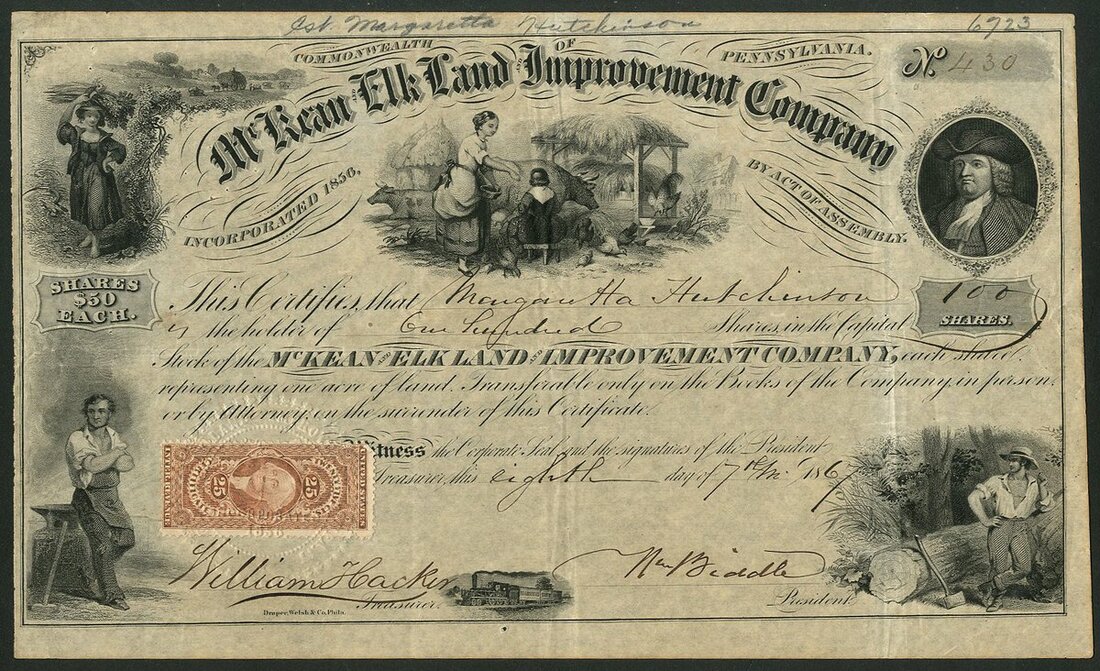 Est. Margaretta Hutchinson 6723
COMMONWEALTH OF PENNSYLVANIA.
No. 430
McKean AND Elk Land AND Improvement Company
INCORPORATED 1856, BY ACT OF ASSEMBLY.
SHARES
$50
EACH.
This Certifies, that Margaretta Hutchinson
is the holder of One Hundred Shares, in the Capital
100
SHARES.
Stock of the McKEAN AND ELK LAND AND IMPROVEMENT COMPANY, each share
representing one acre of land. Transferable only on the Books of the Company, in person,
or by Attorney, on the surrender of this Certificate.
Witness the Corporate Seal and the signatures of the President
Treasurer, this eighth day of 7th Mo. 1867
25 25
William Hacker
Treasurer.
Wm. Biddle
President.
Draper, Welsh & Co. Phila.